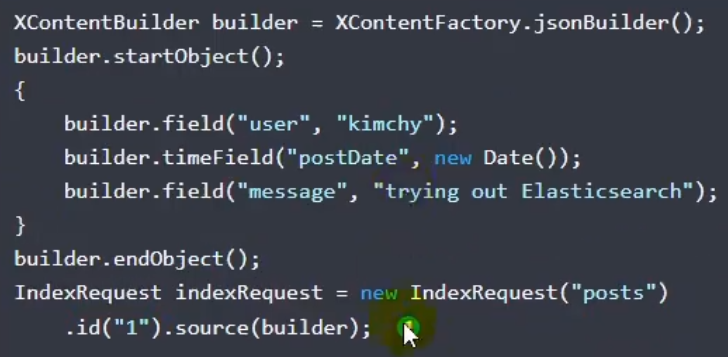 XContentBuilder builder = XContentFactory.jsonBuilder();
builder.startObject();
{
    builder.field("user", "kimchy");
    builder.timeField("postDate", new Date());
    builder.field("message", "trying out Elasticsearch");
}
builder.endObject();
IndexRequest indexRequest = new IndexRequest("posts")
    .id("1").source(builder);